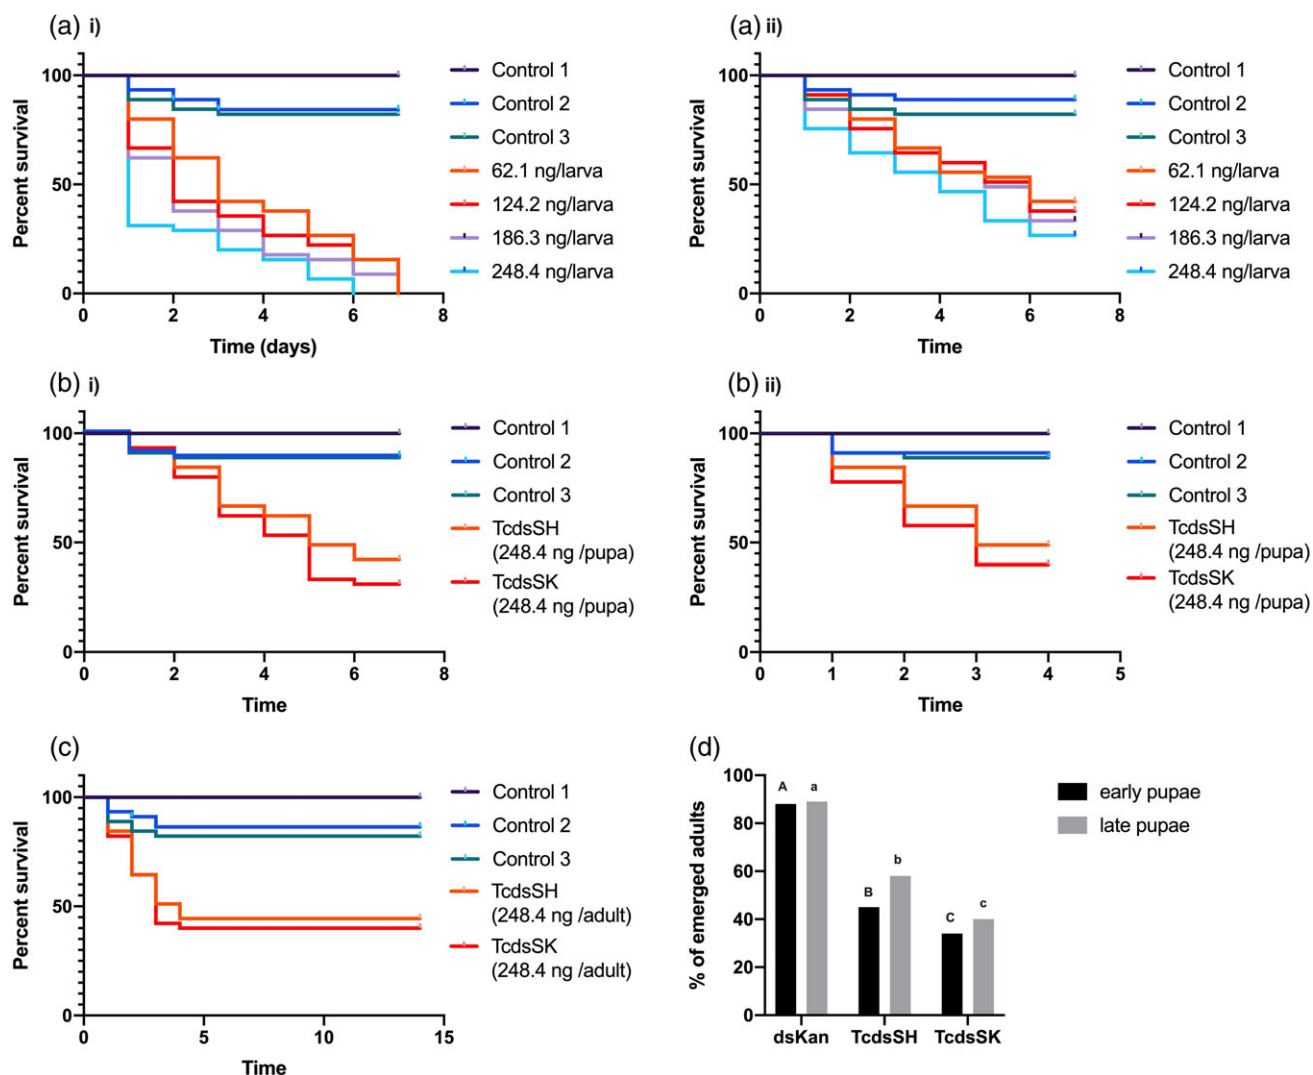 (a) i)
Percent survival
100
50
0
0
2
4
6
8
Time (days)
Control 1
Control 2
Control 3
62.1 ng/larva
124.2 ng/larva
186.3 ng/larva
248.4 ng/larva
(a) ii)
Percent survival
100
50
0
0
2
4
6
8
Time
Control 1
Control 2
Control 3
62.1 ng/larva
124.2 ng/larva
186.3 ng/larva
248.4 ng/larva
(b) i)
Percent survival
100
50
0
0
2
4
6
8
Time
Control 1
Control 2
Control 3
TcdsSH
(248.4 ng /pupa)
TcdsSK
(248.4 ng /pupa)
(b) ii)
Percent survival
100
50
0
0
1
2
3
4
5
Time
Control 1
Control 2
Control 3
TcdsSH
(248.4 ng /pupa)
TcdsSK
(248.4 ng /pupa)
(c)
Percent survival
100
50
0
0
5
10
15
Time
Control 1
Control 2
Control 3
TcdsSH
(248.4 ng /adult)
TcdsSK
(248.4 ng /adult)
(d)
% of emerged adults
100
80
60
40
20
0
A
a
B
b
C
c
dsKan
TcdsSH
TcdsSK
early pupae
late pupae